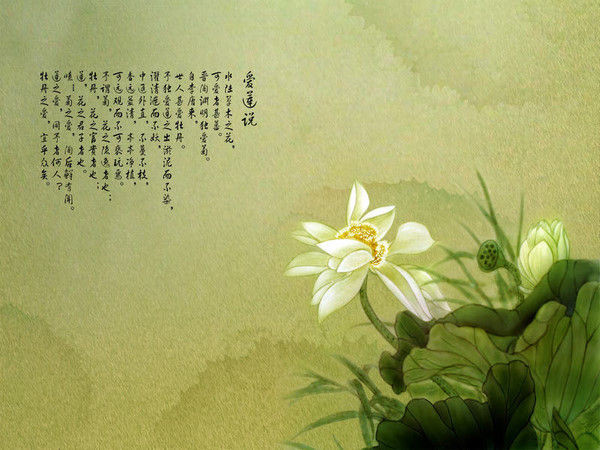 爱莲说
水陆草木之花，
可爱者甚蕃。
晋陶渊明独爱菊。
自李唐来，
世人甚爱牡丹。
予独爱莲之出淤泥而不染，
濯清涟而不妖，
中通外直，不蔓不枝，
香远益清，亭亭净植，
可远观而不可亵玩焉。
予谓菊，花之隐逸者也；
牡丹，花之富贵者也；
莲，花之君子者也。
噫！菊之爱，陶后鲜有闻。
莲之爱，同予者何人？
牡丹之爱，宜乎众矣。